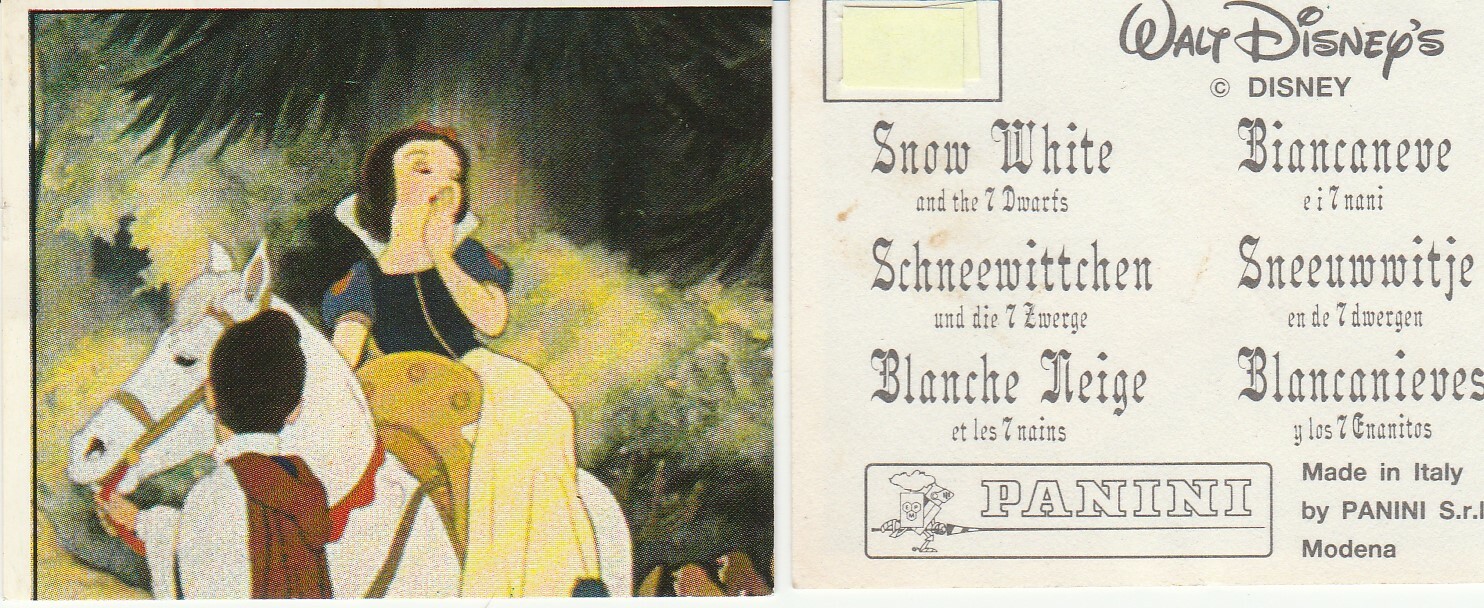 Walt Disney's
© DISNEY
Snow White
and the 7 Dwarfs
Biancaneve
e i 7 nani
Schneewittchen
und die 7 Zwerge
Sneeuwwitje
en de 7 dwergen
Blanche Neige
et les 7 nains
Blancanieves
y los 7 Enanitos
PANINI
Made in Italy
by PANINI S.r.l
Modena